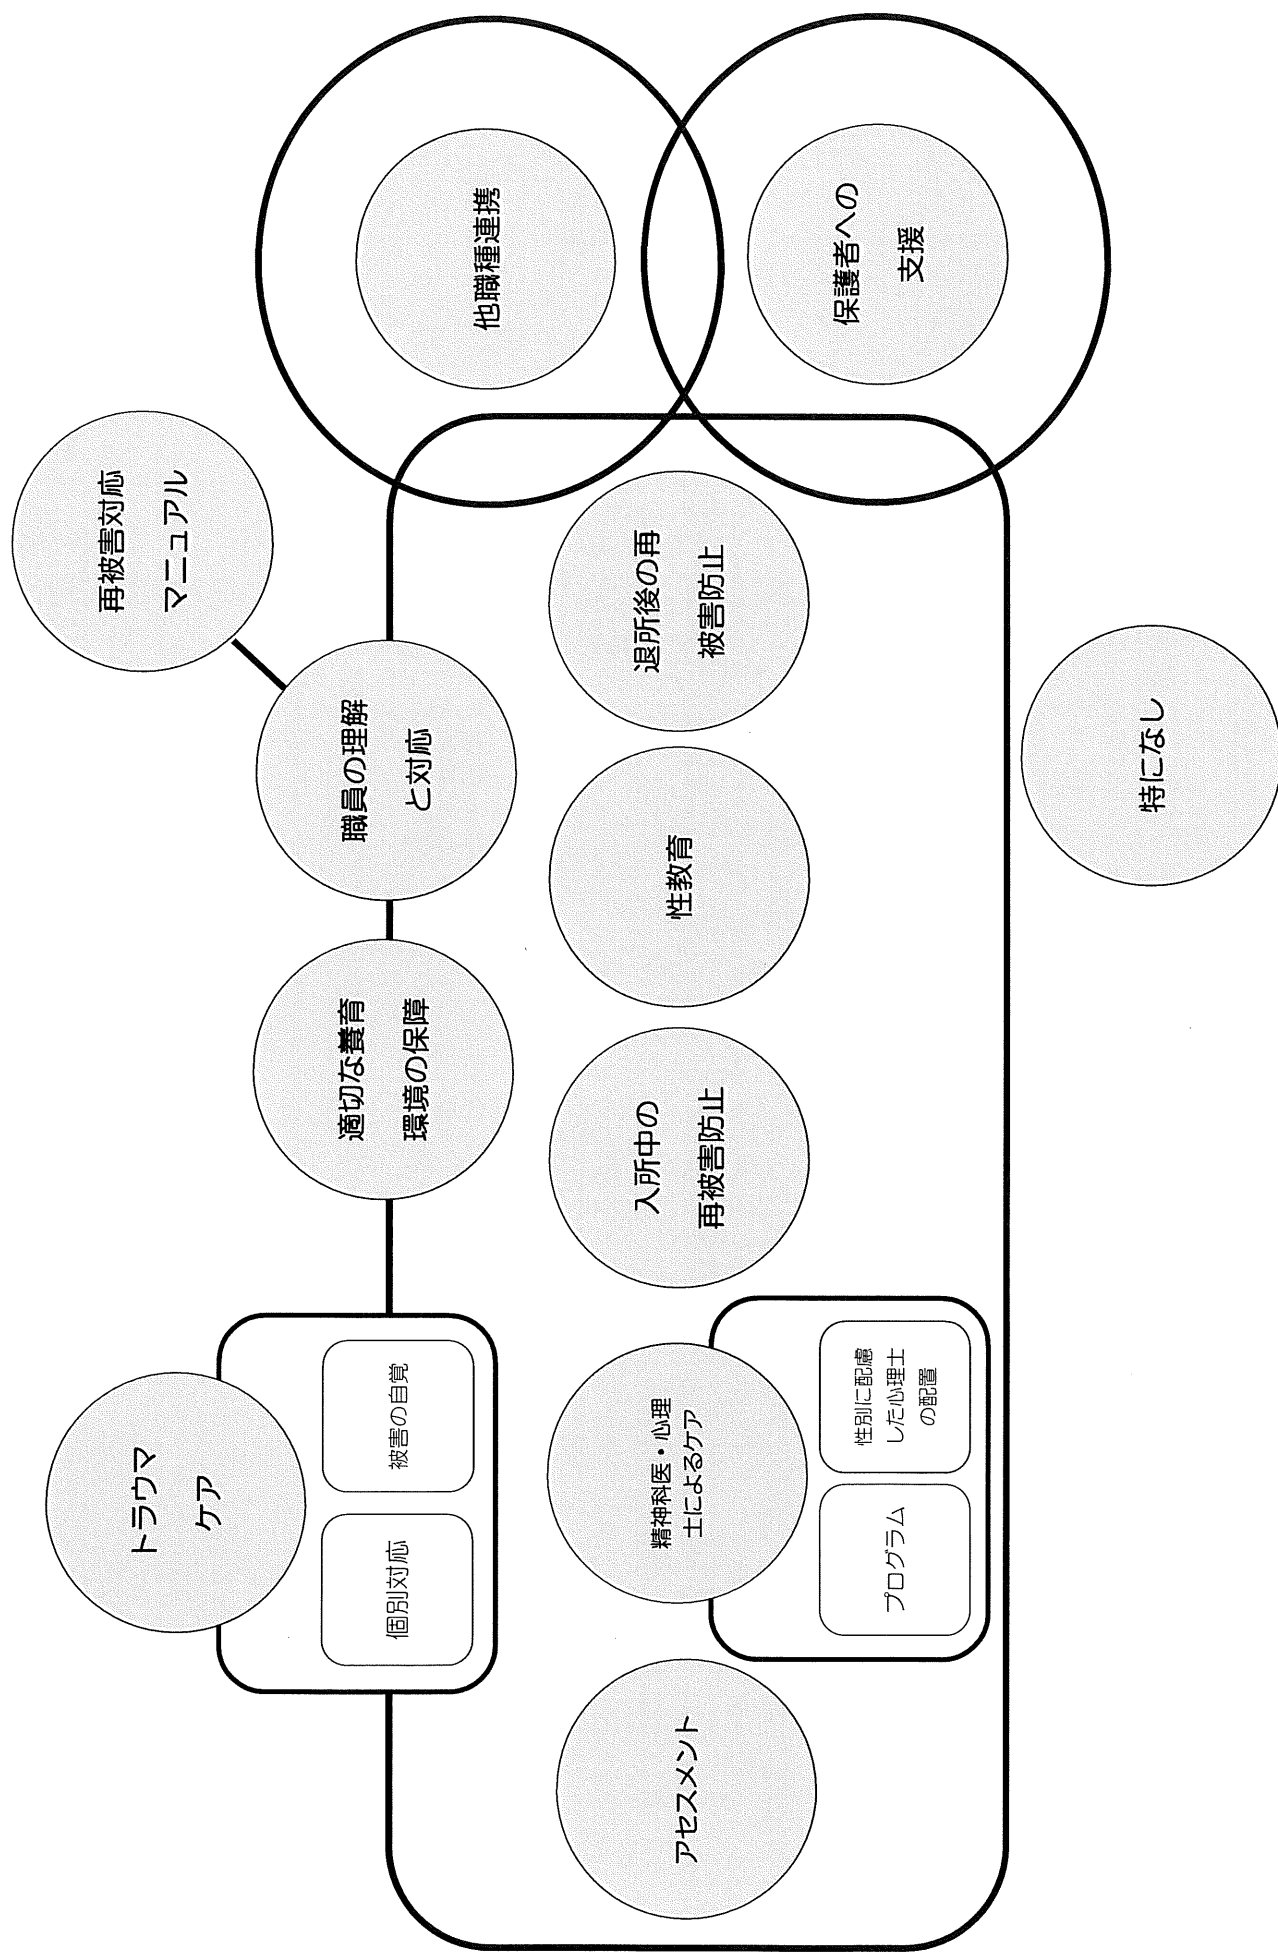 トラウマ
ケア
再被害対応
マニュアル
個別対応
被害の自覚
適切な養育
環境の保障
職員の理解
と対応
他職種連携
アセスメント
精神科医・心理
士によるケア
入所中の
再被害防止
性教育
退所後の再
被害防止
プログラム
性別に配慮
した心理士
の配置
保護者への
支援
特になし